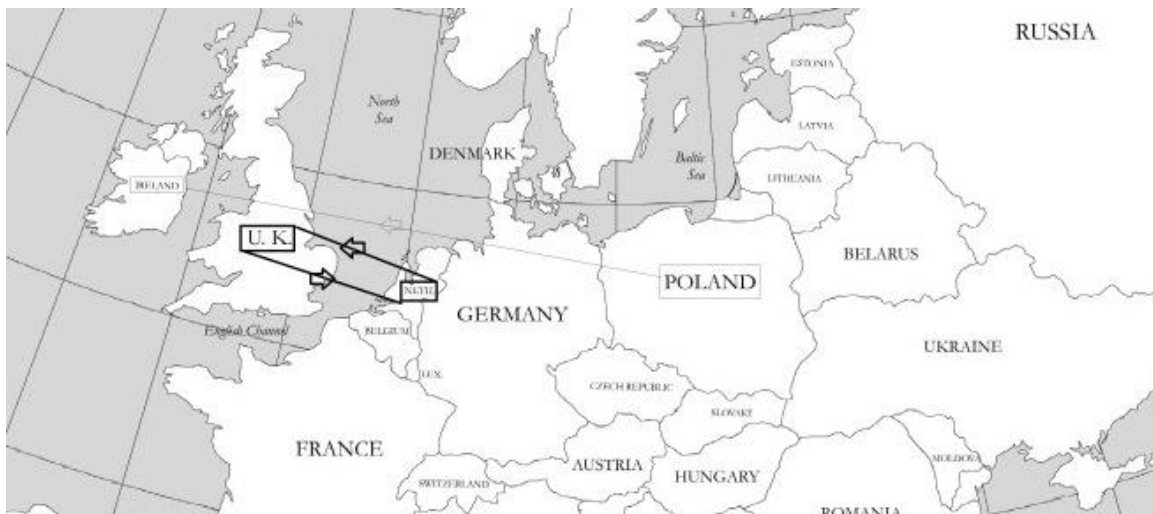 RUSSIA
ESTONIA
North
Sea
LATVIA
DENMARK
Baltic
Sea
LITHUANIA
IRELAND
U. K.
BELARUS
POLAND
NETH.
GERMANY
English Channel
BELGIUM
UKRAINE
LUX.
CZECH REPUBLIC
SLOVAKI
FRANCE
AUSTRIA
MOLDOVA
HUNGARY
SWITZERLAND
ROMANIA